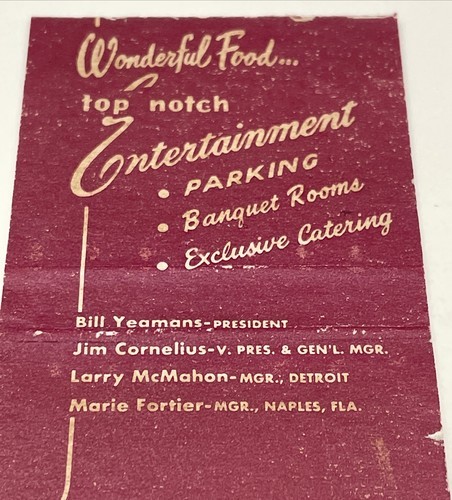 Wonderful Food...
top notch
Entertainment
• PARKING
• Banquet Rooms
• Exclusive Catering
Bill Yeamans-PRESIDENT
Jim Cornelius-V. PRES. & GEN'L. MGR.
Larry McMahon-MGR., DETROIT
Marie Fortier-MGR., NAPLES, FLA.